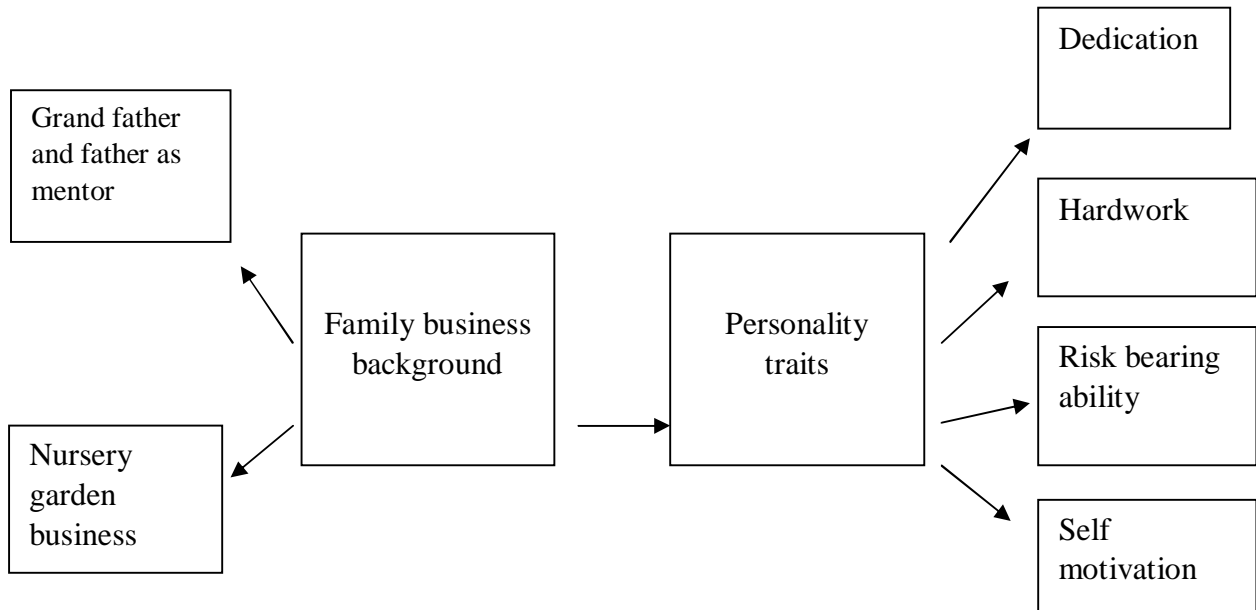 Grand father
and father as
mentor
Nursery
garden
business
Family business
background
Personality
traits
Dedication
Hardwork
Risk bearing
ability
Self
motivation